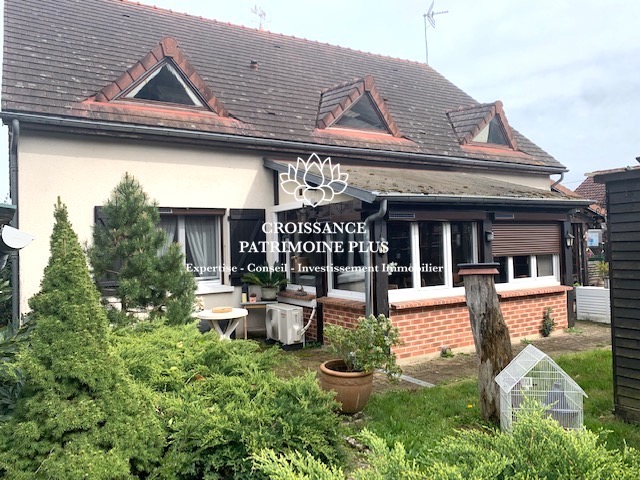 CROISSANCE
PATRIMOINE PLUS
Expertise - Conseil - Investissement Immobilier